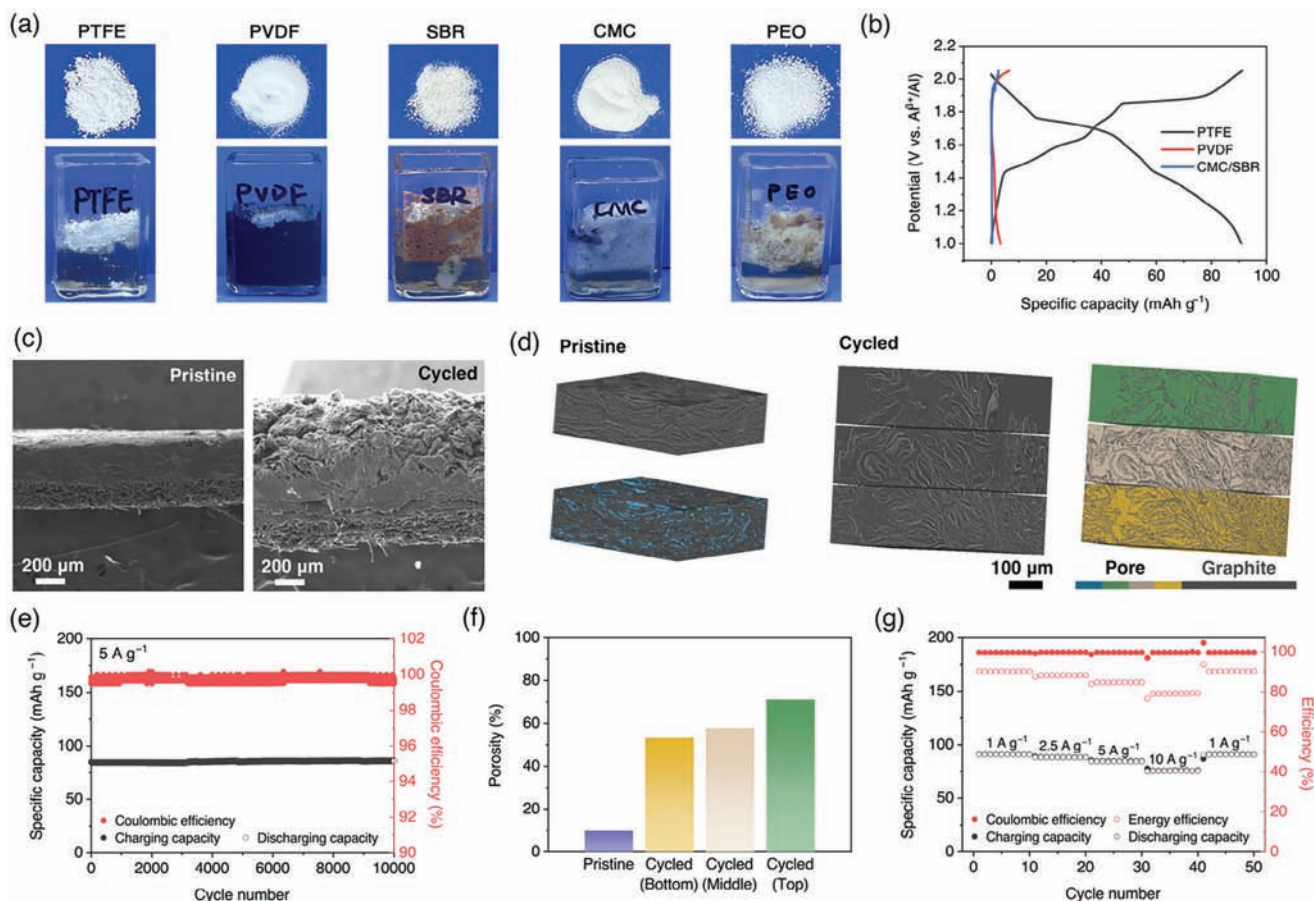 (a)
PTFE PVDF SBR CMC PEO
PTFE PVDF SBR CMC PEO
(b)
2.2
2.0
1.8
1.6
1.4
1.2
1.0
Potential (V vs. Al³⁺/Al)
PTFE
PVDF
CMC/SBR
0 20 40 60 80 100
Specific capacity (mAh g⁻¹)
(c)
Pristine
200 µm
Cycled
200 µm
(d)
Pristine
Cycled
100 µm
Pore Graphite
(e)
200
150
100
50
0
Specific capacity (mAh g⁻¹)
5 A g⁻¹
102
100
98
96
94
92
90
Coulombic efficiency (%)
Coulombic efficiency
Charging capacity Discharging capacity
0 2000 4000 6000 8000 10000
Cycle number
(f)
100
80
60
40
20
0
Porosity (%)
Pristine Cycled Cycled Cycled
(Bottom) (Middle) (Top)
(g)
200
150
100
50
0
Specific capacity (mAh g⁻¹)
1 A g⁻¹ 2.5 A g⁻¹ 5 A g⁻¹ 10 A g⁻¹ 1 A g⁻¹
100
80
60
40
20
0
Efficiency (%)
Coulombic efficiency Energy efficiency
Charging capacity Discharging capacity
0 10 20 30 40 50
Cycle number